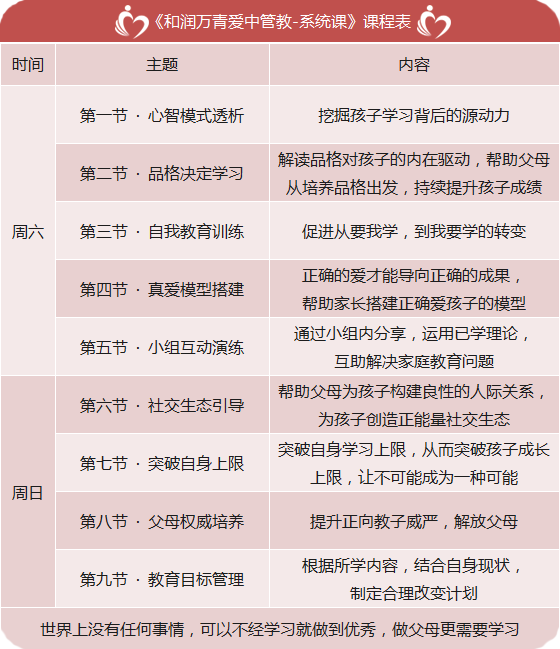 《和润万青爱中管教-系统课》课程表
时间 主题 内容
周六
第一节 · 心智模式透析 挖掘孩子学习背后的源动力
第二节 · 品格决定学习 解读品格对孩子的内在驱动，帮助父母
从培养品格出发，持续提升孩子成绩
第三节 · 自我教育训练 促进从要我学，到我要学的转变
第四节 · 真爱模型搭建 正确的爱才能导向正确的成果，
帮助家长搭建正确爱孩子的模型
第五节 · 小组互动演练 通过小组内分享，运用已学理论，
互助解决家庭教育问题
周日
第六节 · 社交生态引导 帮助父母为孩子构建良性的人际关系，
为孩子创造正能量社交生态
第七节 · 突破自身上限 突破自身学习上限，从而突破孩子成长
上限，让不可能成为一种可能
第八节 · 父母权威培养 提升正向教子威严，解放父母
第九节 · 教育目标管理 根据所学内容，结合自身现状，
制定合理改变计划
世界上没有任何事情，可以不经学习就做到优秀，做父母更需要学习